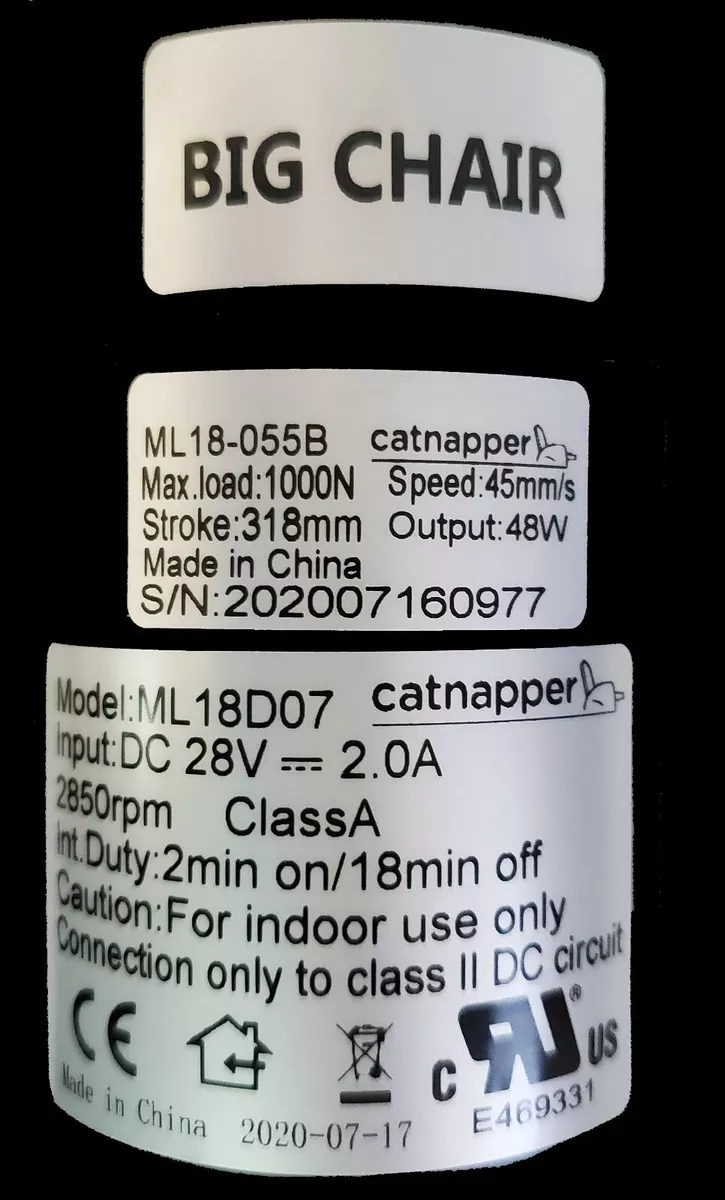 BIG CHAIR
ML18-055B catnapper
Max.load:1000N Speed:45mm/s
Stroke:318mm Output:48W
Made in China
S/N:202007160977
Model:ML18D07 catnapper
Input:DC 28V ⎓ 2.0A
2850rpm ClassA
Int.Duty:2min on/18min off
Caution:For indoor use only
Connection only to class II DC circuit
CE c RU ® US
Made in China 2020-07-17 E469331